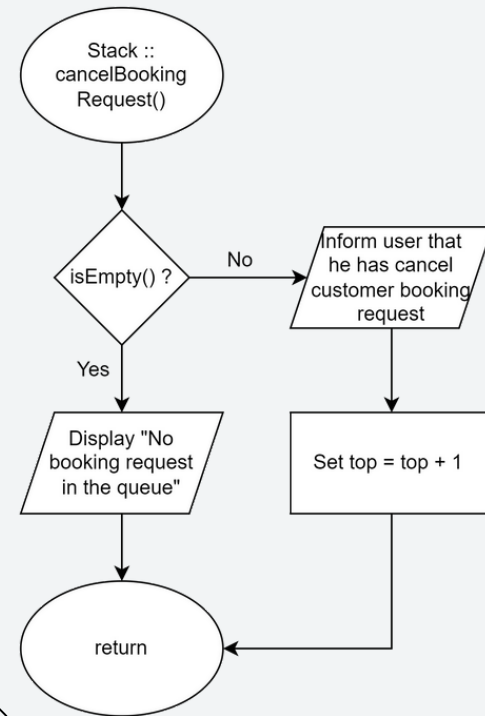 Stack ::
cancelBooking
Request()
isEmpty() ?
No
Inform user that
he has cancel
customer booking
request
Yes
Display "No
booking request
in the queue"
Set top = top + 1
return